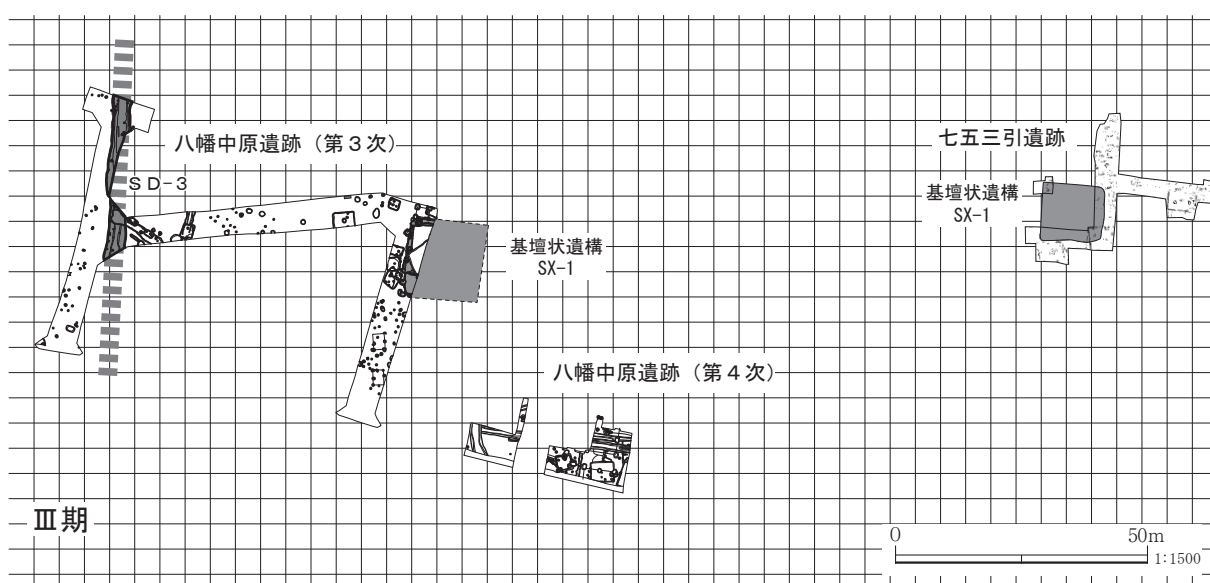 八幡中原遺跡（第３次）
ＳＤ-３
七五三引遺跡
基壇状遺構
SX-1
基壇状遺構
SX-1
八幡中原遺跡（第４次）
Ⅲ期
0 50m
1:1500